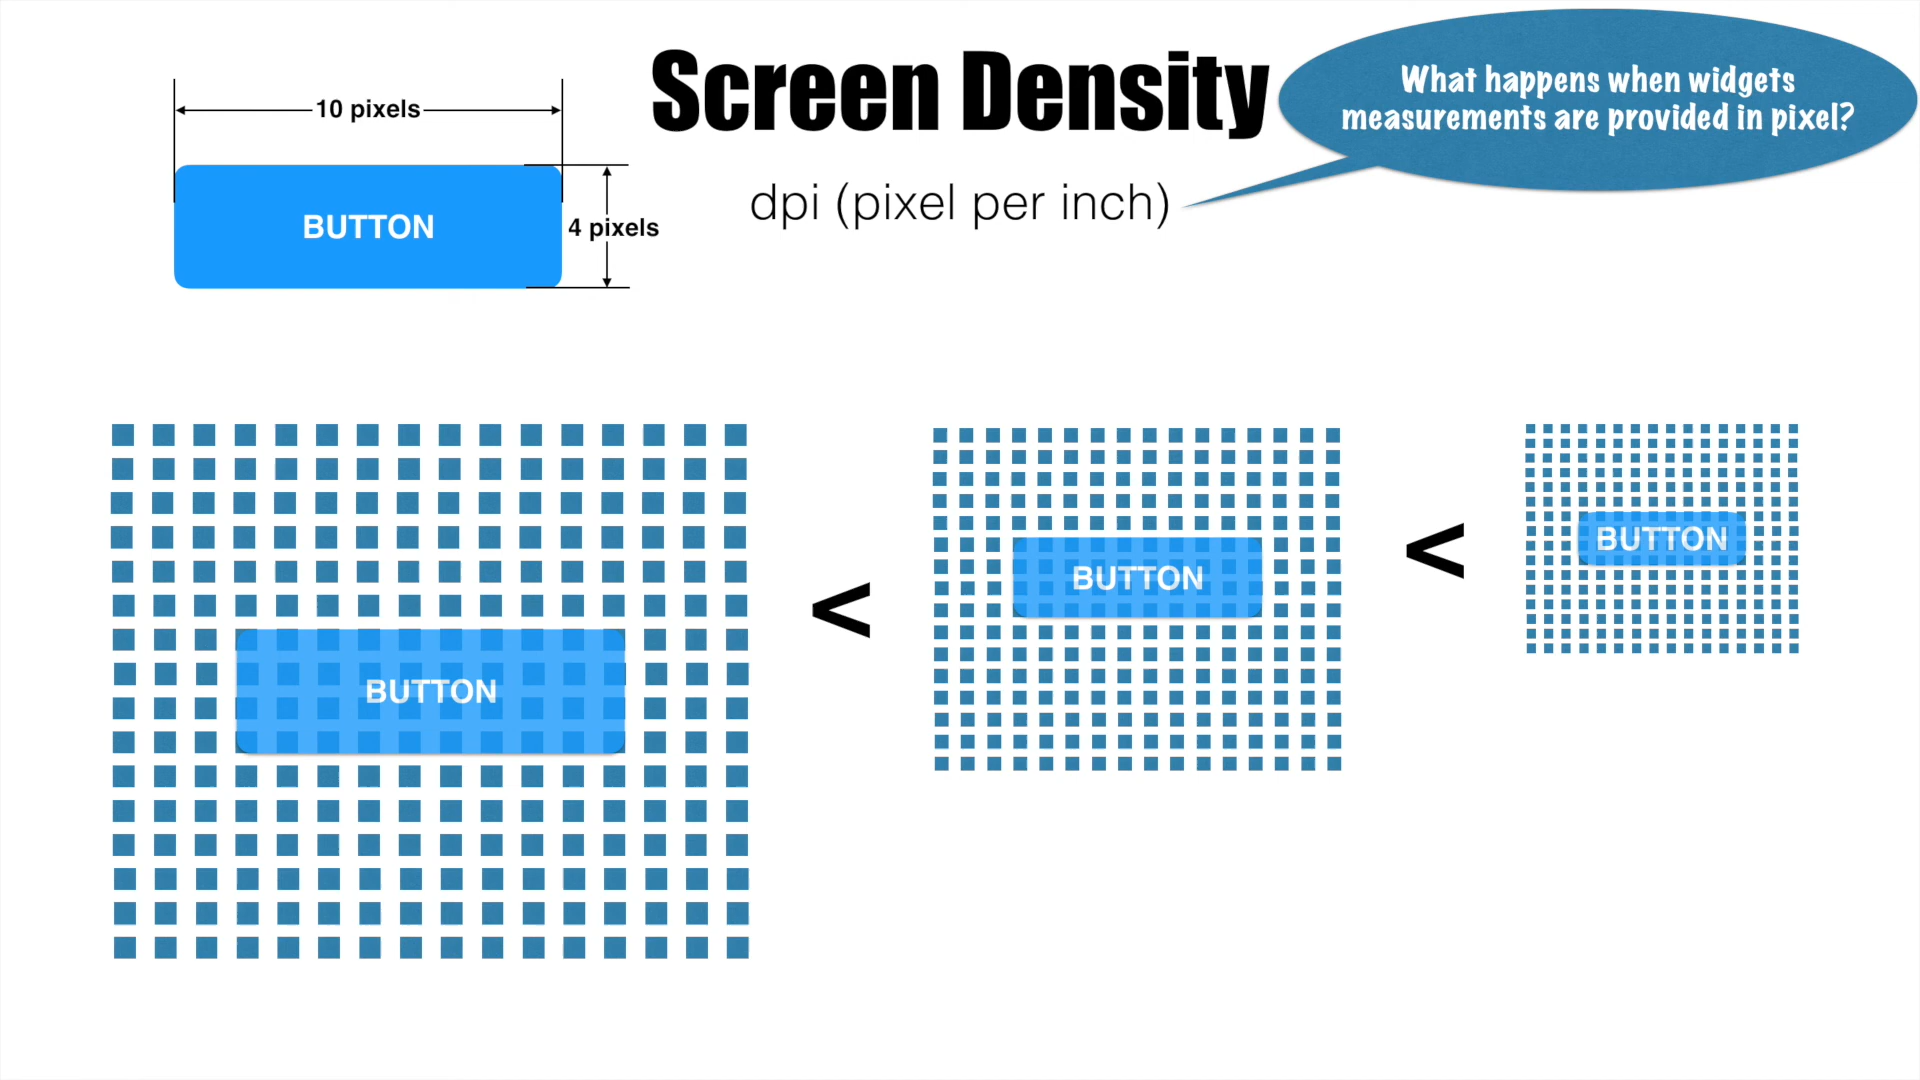 Screen Density
What happens when widgets
measurements are provided in pixel?
10 pixels
dpi (pixel per inch)
BUTTON
4 pixels
<
<
BUTTON
BUTTON
BUTTON